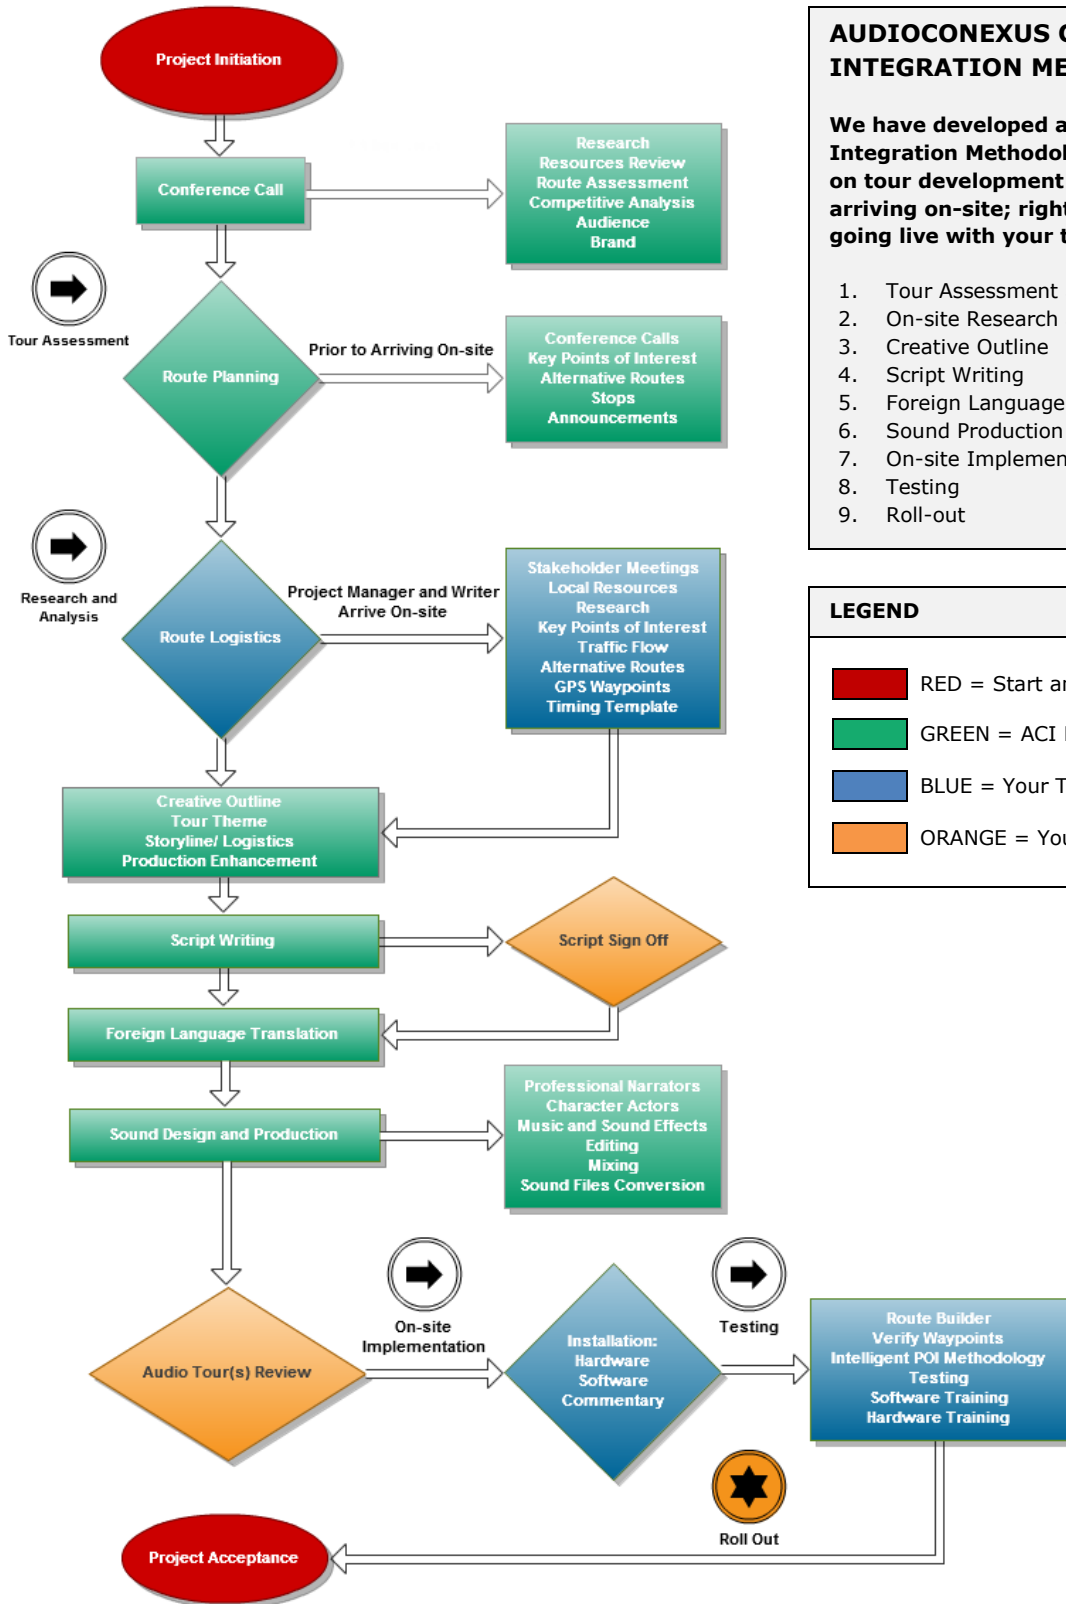 Project Initiation
Conference Call
Research
Resources Review
Route Assessment
Competitive Analysis
Audience
Brand
Tour Assessment
Route Planning
Prior to Arriving On-site
Conference Calls
Key Points of Interest
Alternative Routes
Stops
Announcements
Research and
Analysis
Route Logistics
Project Manager and Writer
Arrive On-site
Stakeholder Meetings
Local Resources
Research
Key Points of Interest
Traffic Flow
Alternative Routes
GPS Waypoints
Timing Template
Creative Outline
Tour Theme
Storyline/ Logistics
Production Enhancement
Script Writing
Script Sign Off
Foreign Language Translation
Sound Design and Production
Professional Narrators
Character Actors
Music and Sound Effects
Editing
Mixing
Sound Files Conversion
Audio Tour(s) Review
On-site
Implementation
Installation:
Hardware
Software
Commentary
Testing
Route Builder
Verify Waypoints
Intelligent POI Methodology
Testing
Software Training
Hardware Training
Roll Out
Project Acceptance
AUDIOCONEXUS
INTEGRATION
We have developed a
Integration
on tour development
arriving on-site; right
going live with your
1. Tour Assessment
2. On-site Research
3. Creative Outline
4. Script Writing
5. Foreign Language
6. Sound Production
7. On-site
8. Testing
9. Roll-out
LEGEND
RED = Start
GREEN = ACI
BLUE = Your
ORANGE =